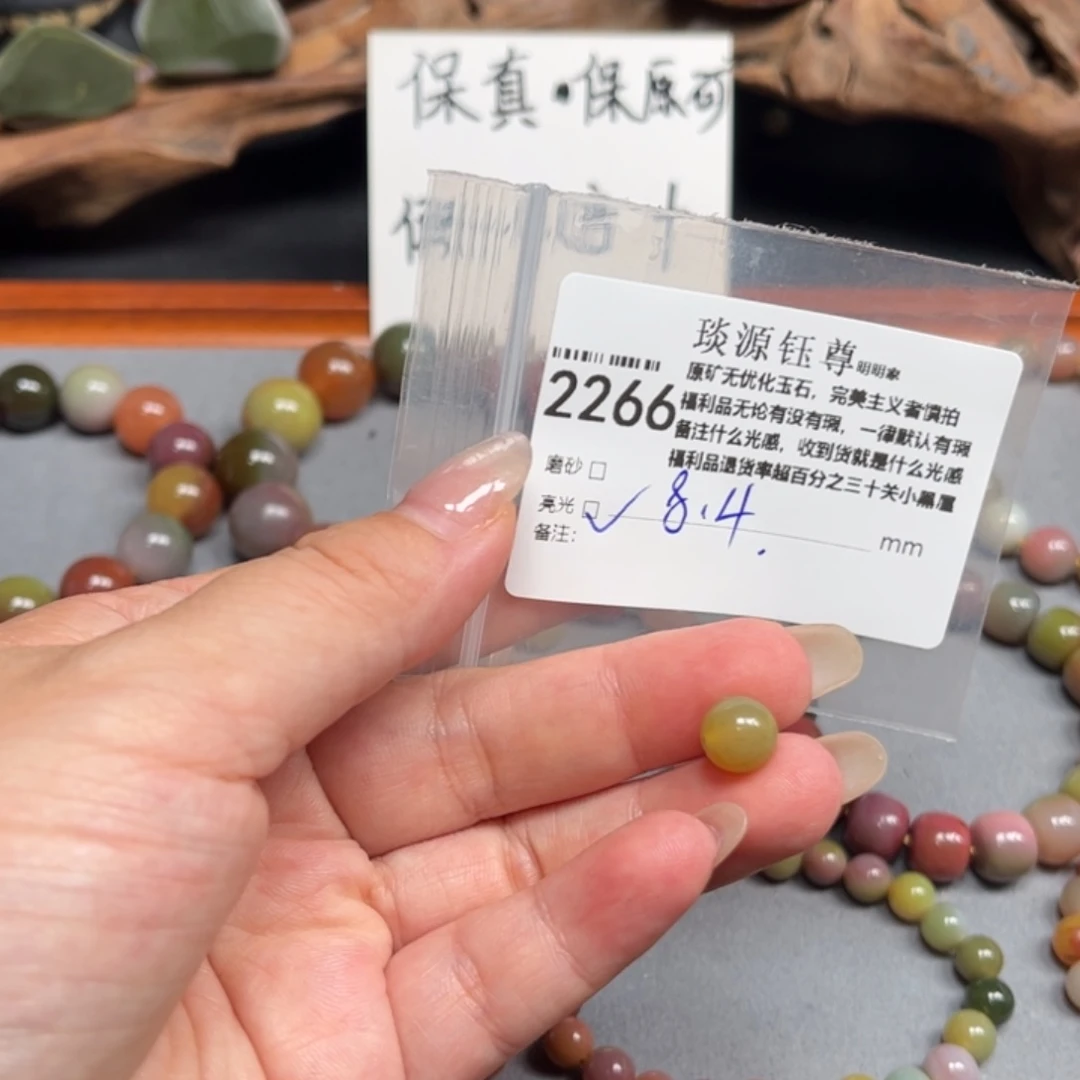 保真·保原矿
琰源钰尊明明家
2266
原矿无优化玉石，完美主义者慎拍
福利品无论有没有瑕，一律默认有瑕
备注什么光感，收到货就是什么光感
福利品退货率超百分之三十关小黑屋
磨砂 □
亮光 □ ✓ 8.4. mm
备注: